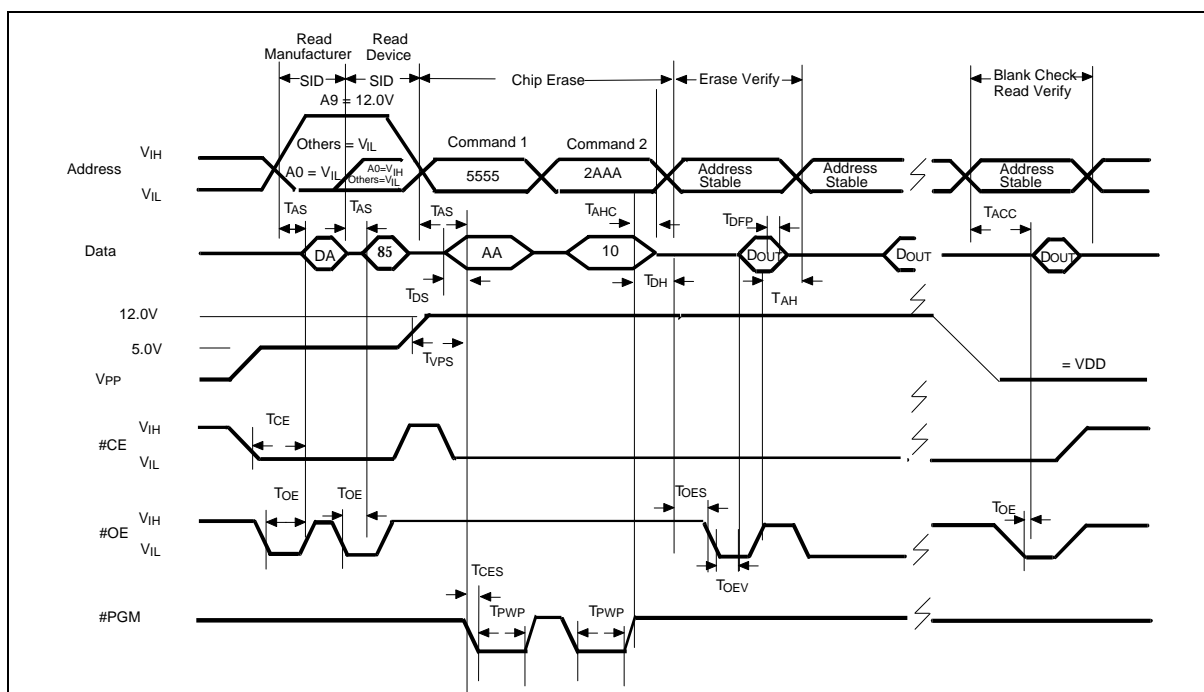 Read
Manufacturer
SID
Read
Device
SID
Chip Erase
Erase Verify
Blank Check
Read Verify
A9 = 12.0V
Others = VIL
Command 1
Command 2
Address
VIH
VIL
A0 = VIL
A0=VIH
Others=VIL
5555
2AAA
Address
Stable
Address
Stable
Address
Stable
TAS
TAS
TAS
TAHC
TDFP
TACC
Data
DA
85
AA
10
DOUT
DOUT
DOUT
TDS
TDH
TAH
12.0V
5.0V
VPP
TVPS
= VDD
#CE
VIH
VIL
TCE
#OE
VIH
VIL
TOE
TOE
TOES
TOE
TOEV
#PGM
TCES
TPWP
TPWP